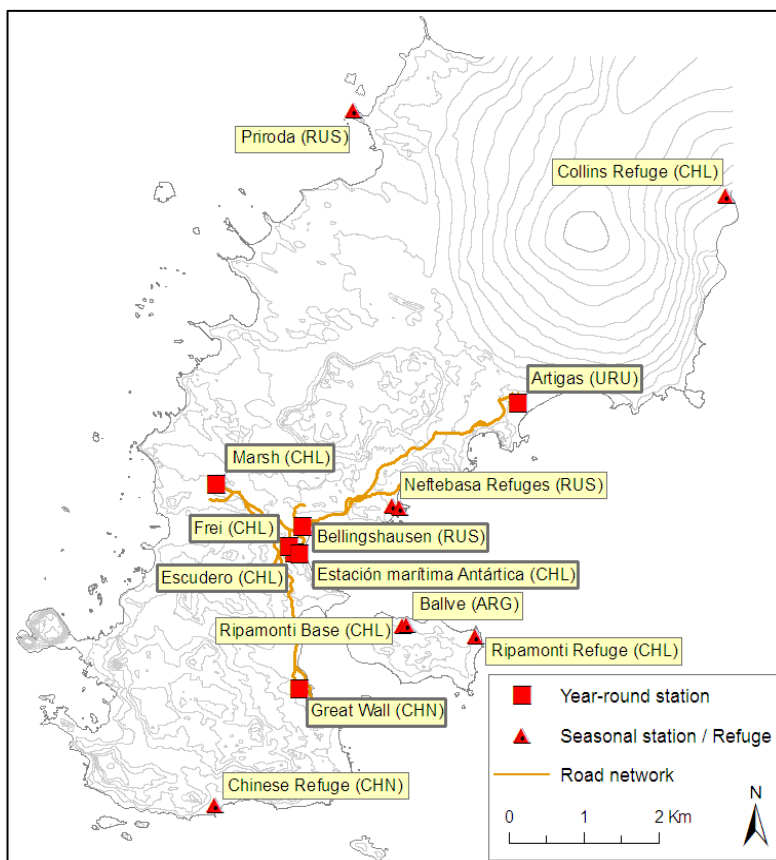 Priroda (RUS)
Collins Refuge (CHL)
Artigas (URU)
Marsh (CHL)
Neftebasa Refuges (RUS)
Frei (CHL)
Bellingshausen (RUS)
Escudero (CHL)
Estación marítima Antártica (CHL)
Ballve (ARG)
Ripamonti Base (CHL)
Ripamonti Refuge (CHL)
Great Wall (CHN)
Chinese Refuge (CHN)
Year-round station
Seasonal station / Refuge
Road network
N
0 2 Km